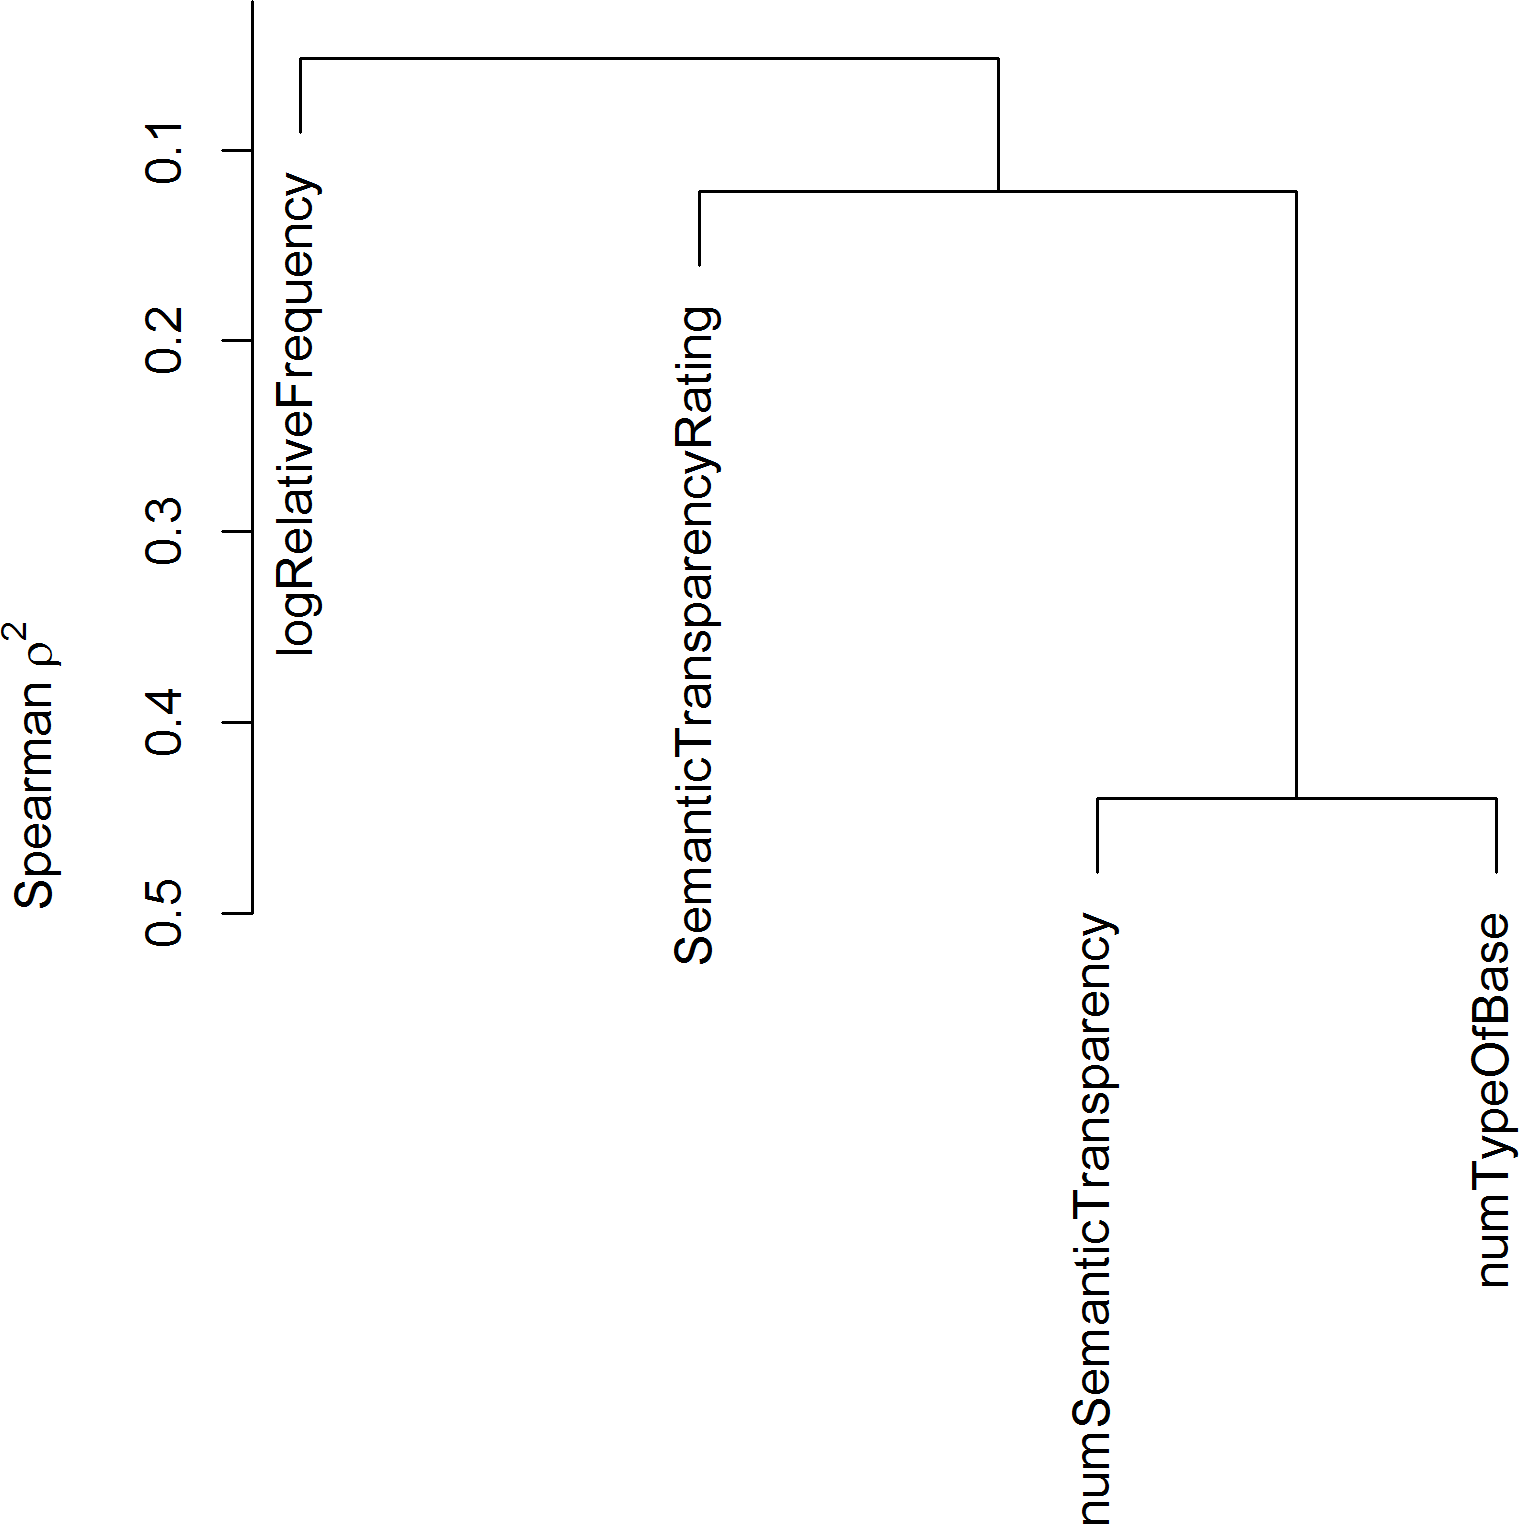 Spearman ρ²
0.1
0.2
0.3
0.4
0.5
logRelativeFrequency
SemanticTransparencyRating
numSemanticTransparency
numTypeOfBase